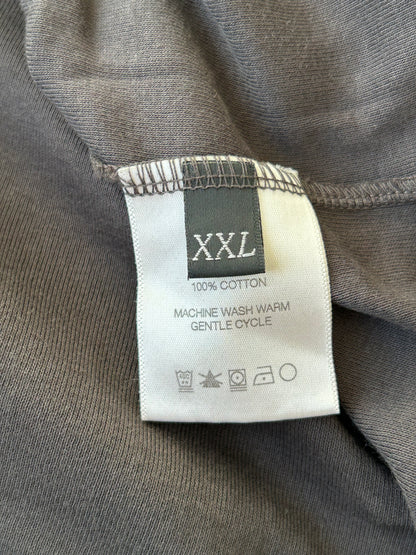 XXL
100% COTTON
MACHINE WASH WARM
GENTLE CYCLE